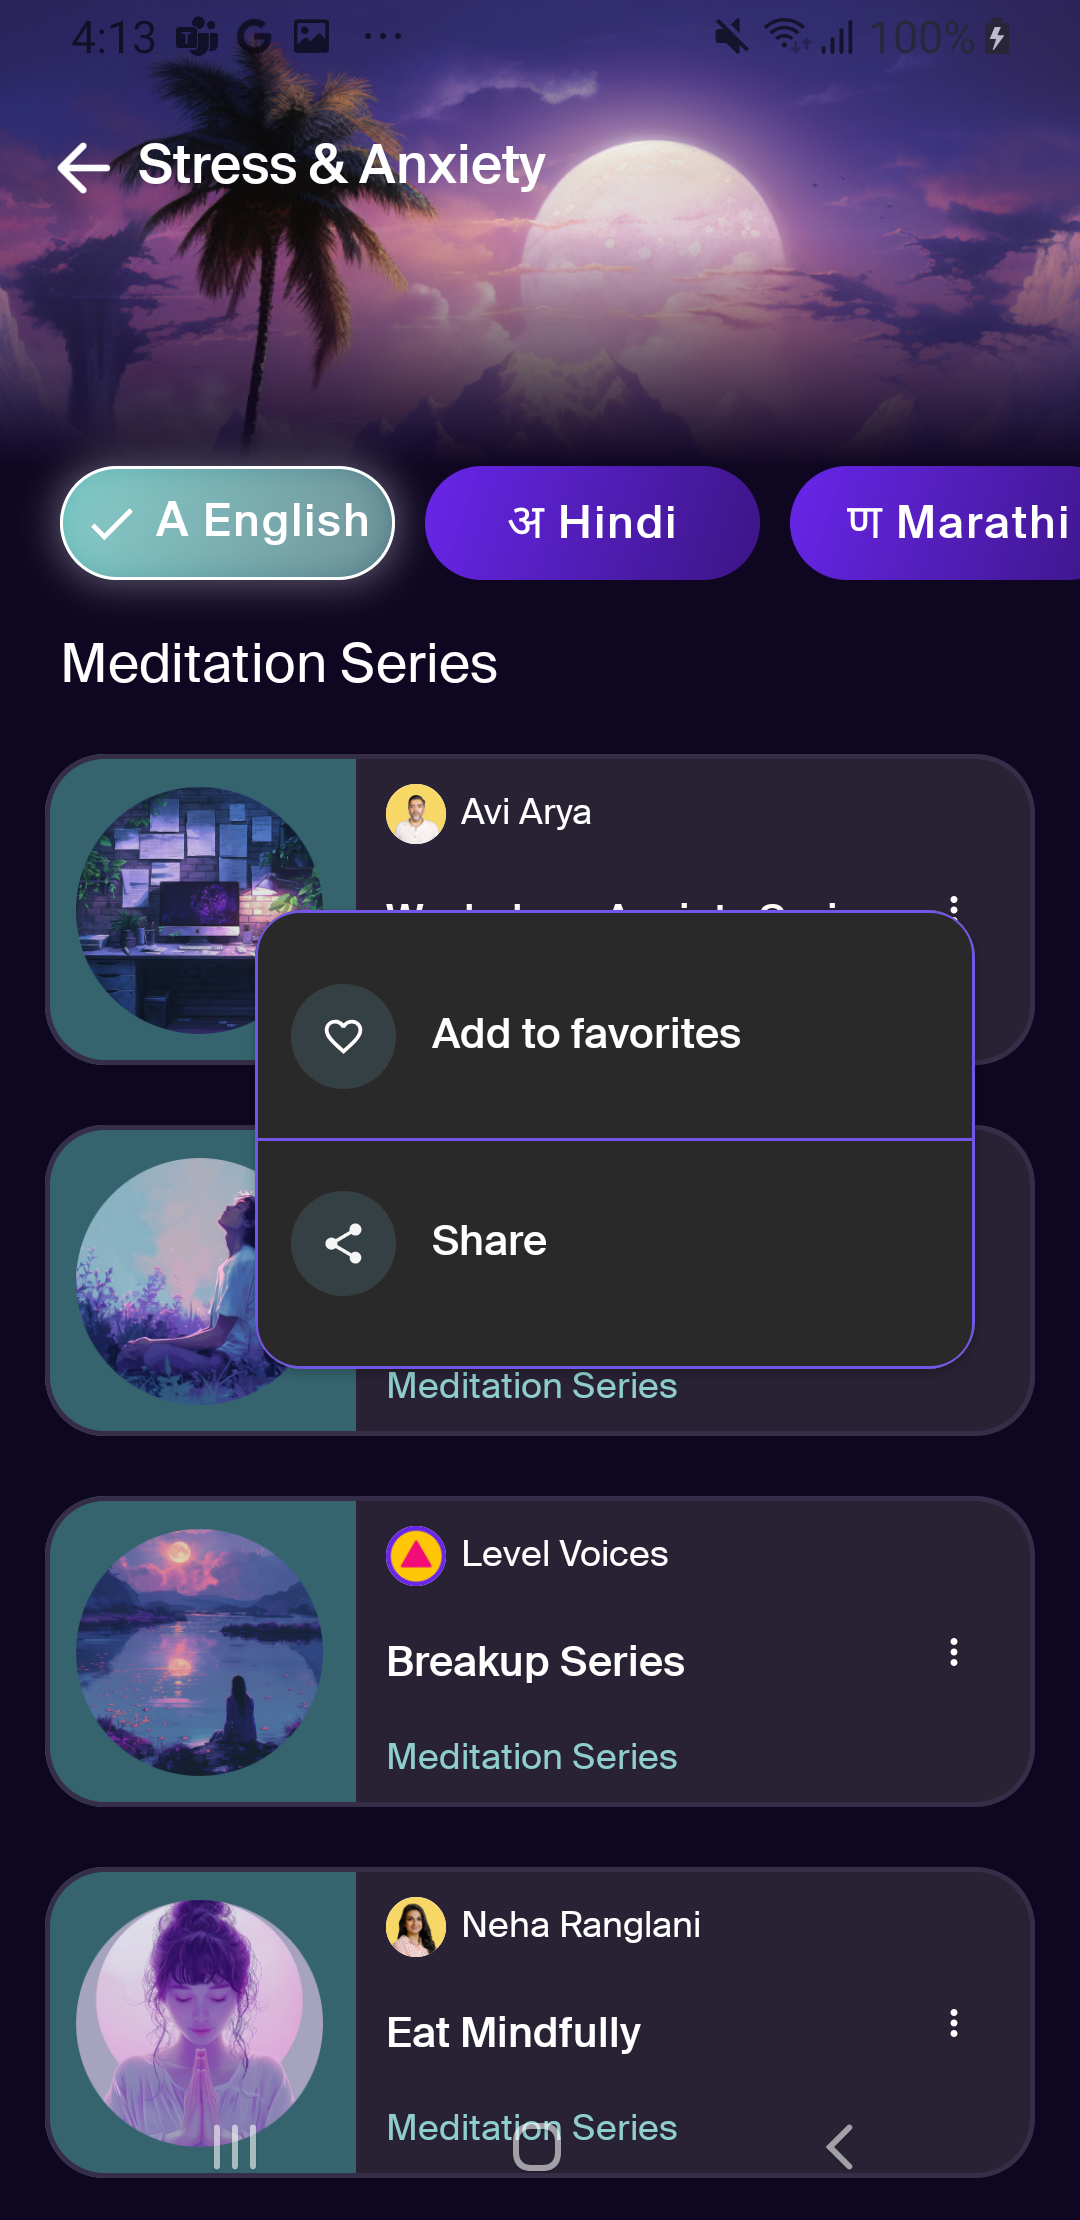 4:13
100%
Stress & Anxiety
A English
अ Hindi
ण Marathi
Meditation Series
Avi Arya
Add to favorites
Share
Meditation Series
Level Voices
Breakup Series
Meditation Series
Neha Ranglani
Eat Mindfully
Meditation Series